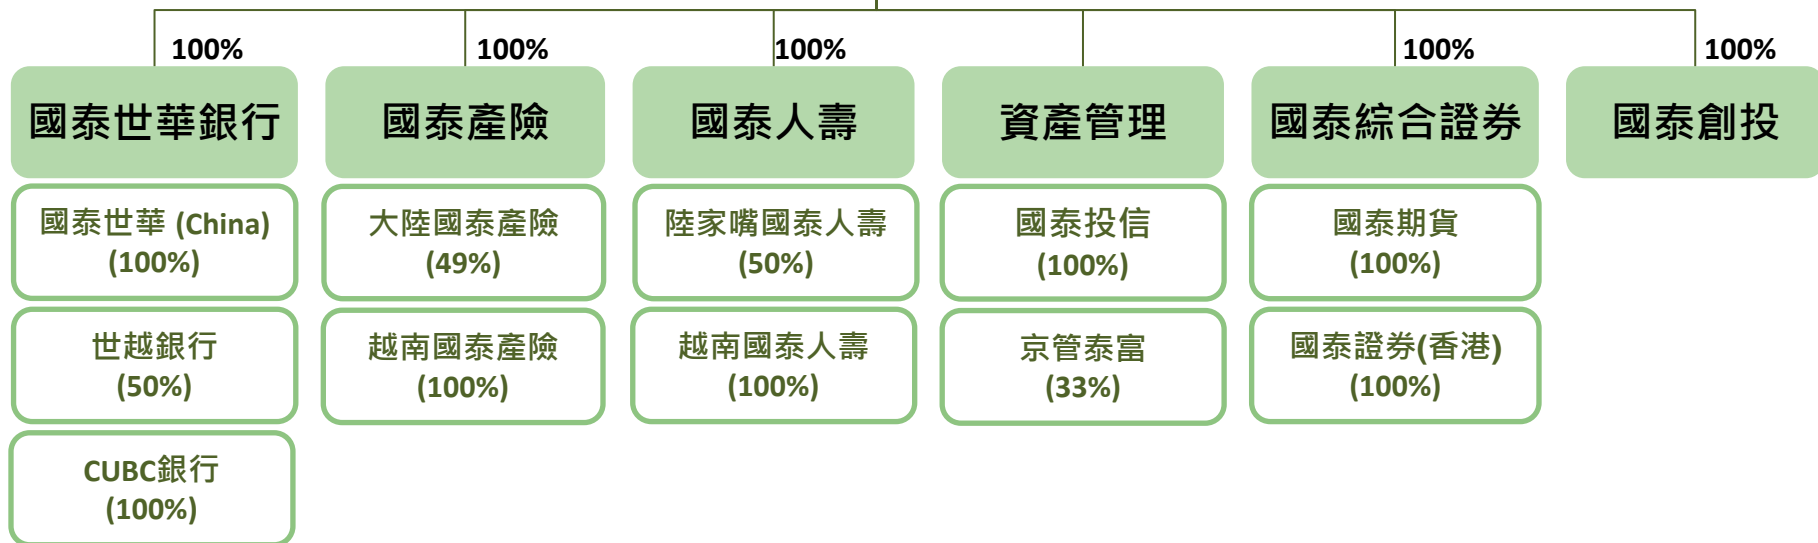 100%
100%
100%
100%
100%
國泰世華銀行
國泰產險
國泰人壽
資產管理
國泰綜合證券
國泰創投
國泰世華 (China)
(100%)
大陸國泰產險
(49%)
陸家嘴國泰人壽
(50%)
國泰投信
(100%)
國泰期貨
(100%)
世越銀行
(50%)
越南國泰產險
(100%)
越南國泰人壽
(100%)
京管泰富
(33%)
國泰證券(香港)
(100%)
CUBC銀行
(100%)